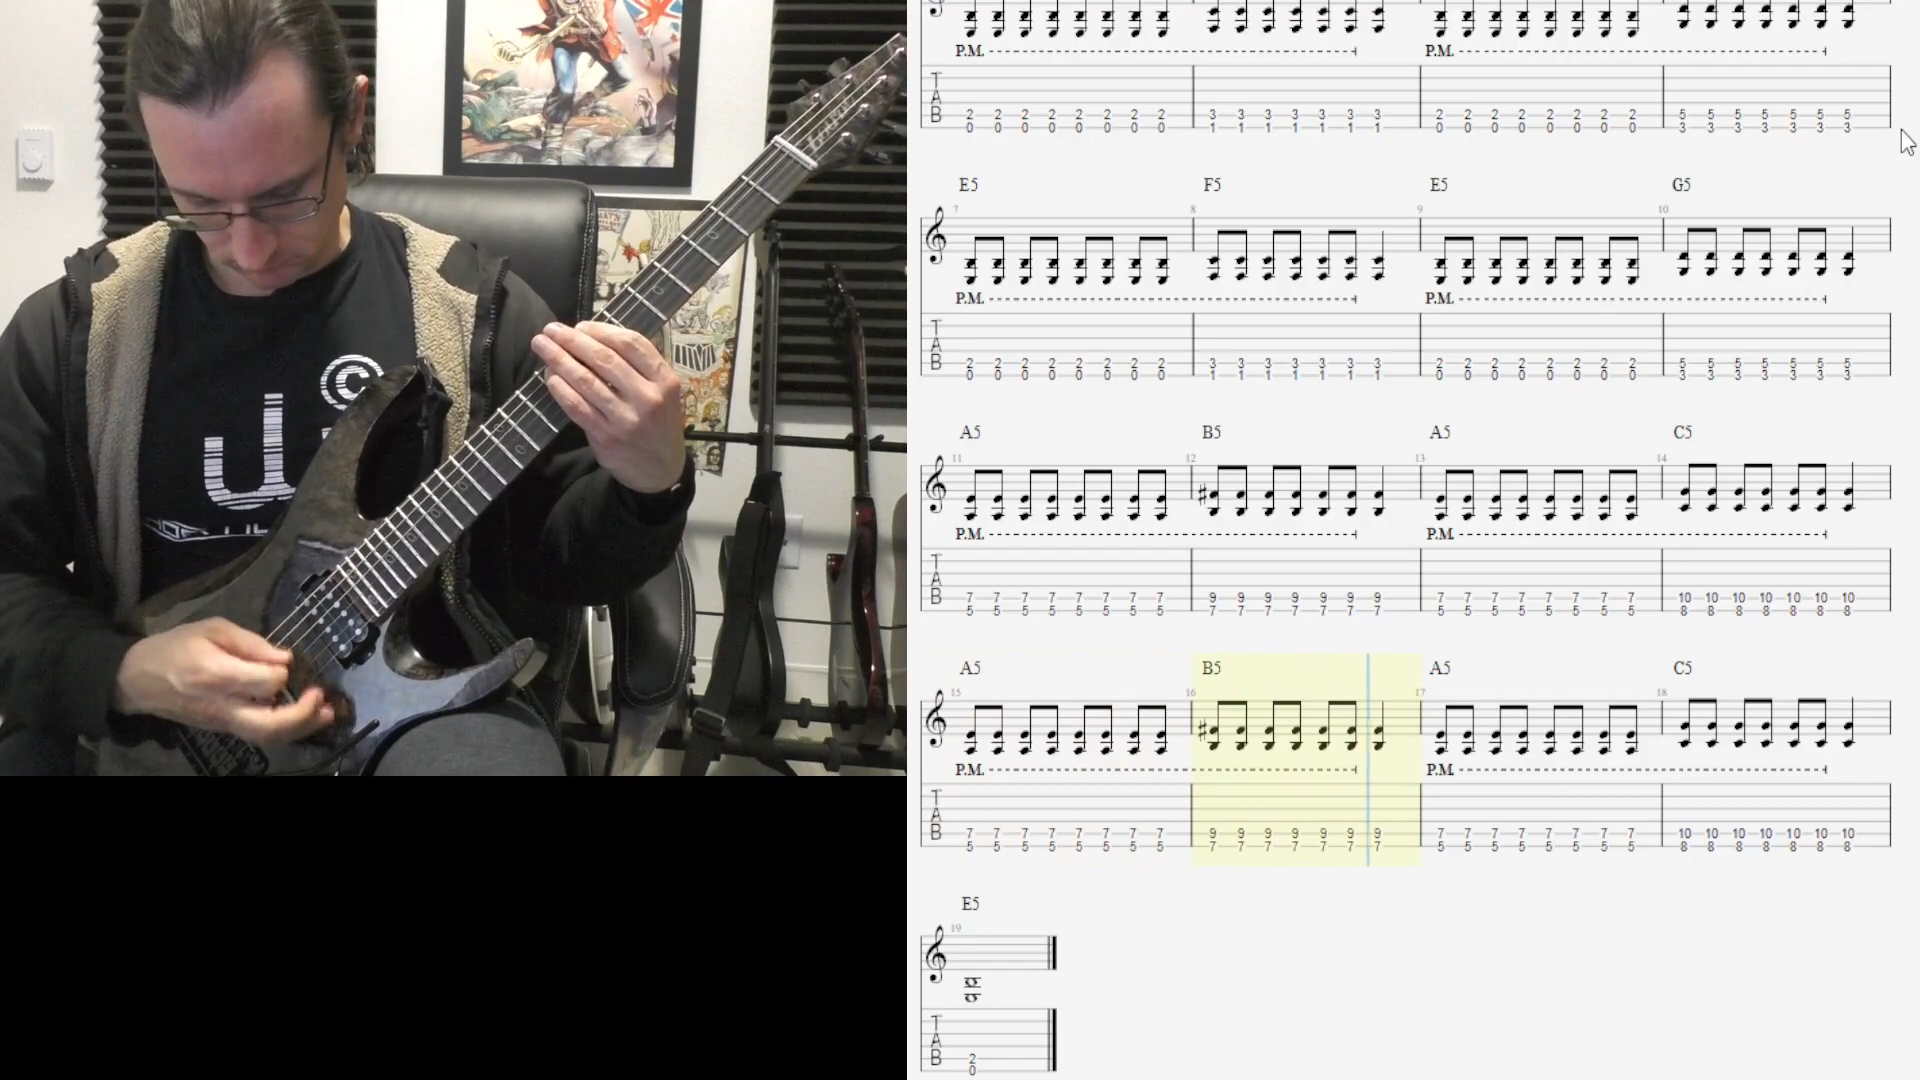 P.M. P.M.
T
A
B
2 2 2 2 2 2 2 2 3 3 3 3 3 3 3 2 2 2 2 2 2 2 2 5 5 5 5 5 5 5
0 0 0 0 0 0 0 0 1 1 1 1 1 1 1 0 0 0 0 0 0 0 0 3 3 3 3 3 3 3
E5 F5 E5 G5
7 8 9 10
P.M. P.M.
T
A
B
2 2 2 2 2 2 2 2 3 3 3 3 3 3 3 2 2 2 2 2 2 2 2 5 5 5 5 5 5 5
0 0 0 0 0 0 0 0 1 1 1 1 1 1 1 0 0 0 0 0 0 0 0 3 3 3 3 3 3 3
A5 B5 A5 C5
11 12 13 14
P.M. P.M.
T
A
B
7 7 7 7 7 7 7 7 9 9 9 9 9 9 9 7 7 7 7 7 7 7 7 10 10 10 10 10 10 10
5 5 5 5 5 5 5 5 7 7 7 7 7 7 7 5 5 5 5 5 5 5 5 8 8 8 8 8 8 8
A5 B5 A5 C5
15 16 17 18
P.M. P.M.
T
A
B
7 7 7 7 7 7 7 7 9 9 9 9 9 9 9 7 7 7 7 7 7 7 7 10 10 10 10 10 10 10
5 5 5 5 5 5 5 5 7 7 7 7 7 7 7 5 5 5 5 5 5 5 5 8 8 8 8 8 8 8
E5
19
T
A
B
2
0